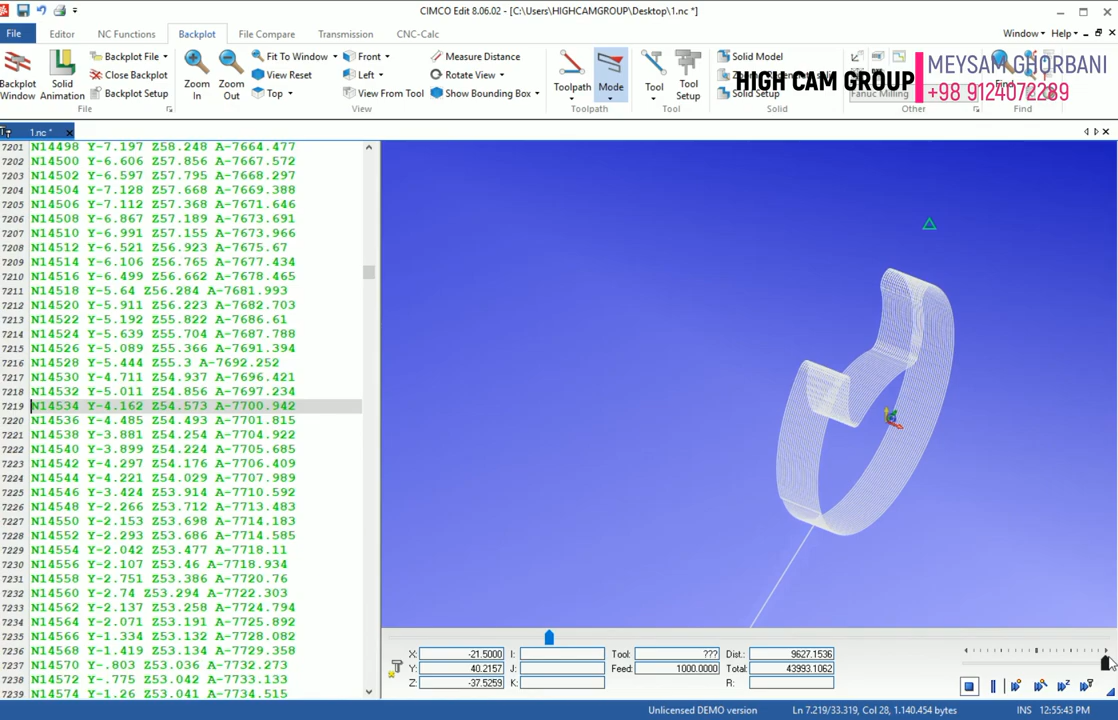 CIMCO Edit 8.06.02 - [C:\Users\HIGHCAMGROUP\Desktop\1.nc *]
File Editor NC Functions Backplot File Compare Transmission CNC-Calc Window Help
Backplot Window
Solid Animation
Backplot File
Close Backplot
Backplot Setup
File
Zoom In
Zoom Out
Fit To Window
View Reset
Top
Front
Left
View From Tool
Measure Distance
Rotate View
Show Bounding Box
View
Toolpath
Mode
Toolpath
Tool
Tool Setup
Tool
Solid Model
Solid Setup
Solid
Fanuc Milling
Find
Find
HIGH CAM GROUP
MEYSAM GHORBANI
+98 9124072289
1.nc *
7201 N14498 Y-7.197 Z58.248 A-7664.477
7202 N14500 Y-6.606 Z57.856 A-7667.572
7203 N14502 Y-6.597 Z57.795 A-7668.297
7204 N14504 Y-7.128 Z57.668 A-7669.388
7205 N14506 Y-7.112 Z57.368 A-7671.646
7206 N14508 Y-6.867 Z57.189 A-7673.691
7207 N14510 Y-6.991 Z57.155 A-7673.966
7208 N14512 Y-6.521 Z56.923 A-7675.67
7209 N14514 Y-6.106 Z56.765 A-7677.434
7210 N14516 Y-6.499 Z56.662 A-7678.465
7211 N14518 Y-5.64 Z56.284 A-7681.993
7212 N14520 Y-5.911 Z56.223 A-7682.703
7213 N14522 Y-5.192 Z55.822 A-7686.61
7214 N14524 Y-5.639 Z55.704 A-7687.788
7215 N14526 Y-5.089 Z55.366 A-7691.394
7216 N14528 Y-5.444 Z55.3 A-7692.252
7217 N14530 Y-4.711 Z54.937 A-7696.421
7218 N14532 Y-5.011 Z54.856 A-7697.234
7219 N14534 Y-4.162 Z54.573 A-7700.942
7220 N14536 Y-4.485 Z54.493 A-7701.815
7221 N14538 Y-3.881 Z54.254 A-7704.922
7222 N14540 Y-3.899 Z54.224 A-7705.685
7223 N14542 Y-4.297 Z54.176 A-7706.409
7224 N14544 Y-4.221 Z54.029 A-7707.989
7225 N14546 Y-3.424 Z53.914 A-7710.592
7226 N14548 Y-2.266 Z53.712 A-7713.483
7227 N14550 Y-2.153 Z53.698 A-7714.183
7228 N14552 Y-2.293 Z53.686 A-7714.585
7229 N14554 Y-2.042 Z53.477 A-7718.11
7230 N14556 Y-2.107 Z53.46 A-7718.934
7231 N14558 Y-2.751 Z53.386 A-7720.76
7232 N14560 Y-2.74 Z53.294 A-7722.303
7233 N14562 Y-2.137 Z53.258 A-7724.794
7234 N14564 Y-2.071 Z53.191 A-7725.892
7235 N14566 Y-1.334 Z53.132 A-7728.082
7236 N14568 Y-1.419 Z53.134 A-7729.358
7237 N14570 Y-.803 Z53.036 A-7732.273
7238 N14572 Y-.775 Z53.042 A-7733.133
7239 N14574 Y-1.26 Z53.041 A-7734.515
X: -21.5000 I: Tool: ??? Dist.: 9627.1536
Y: 40.2157 J: Feed: 1000.0000 Total: 43993.1062
Z: -37.5259 K: R:
Unlicensed DEMO version Ln 7.219/33.319, Col 28, 1.140.454 bytes INS 12:55:43 PM